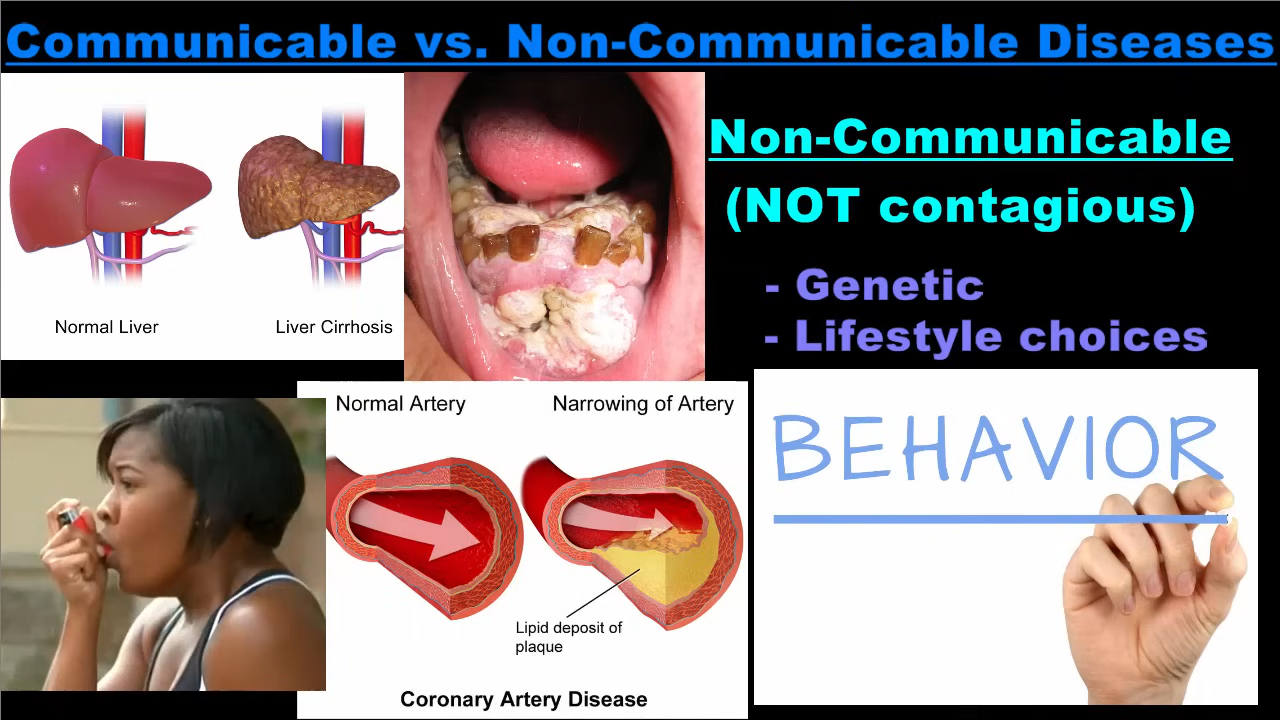 Communicable vs. Non-Communicable Diseases
Non-Communicable
(NOT contagious)
- Genetic
- Lifestyle choices
Normal Liver
Liver Cirrhosis
Normal Artery
Narrowing of Artery
Lipid deposit of
plaque
Coronary Artery Disease
BEHAVIOR